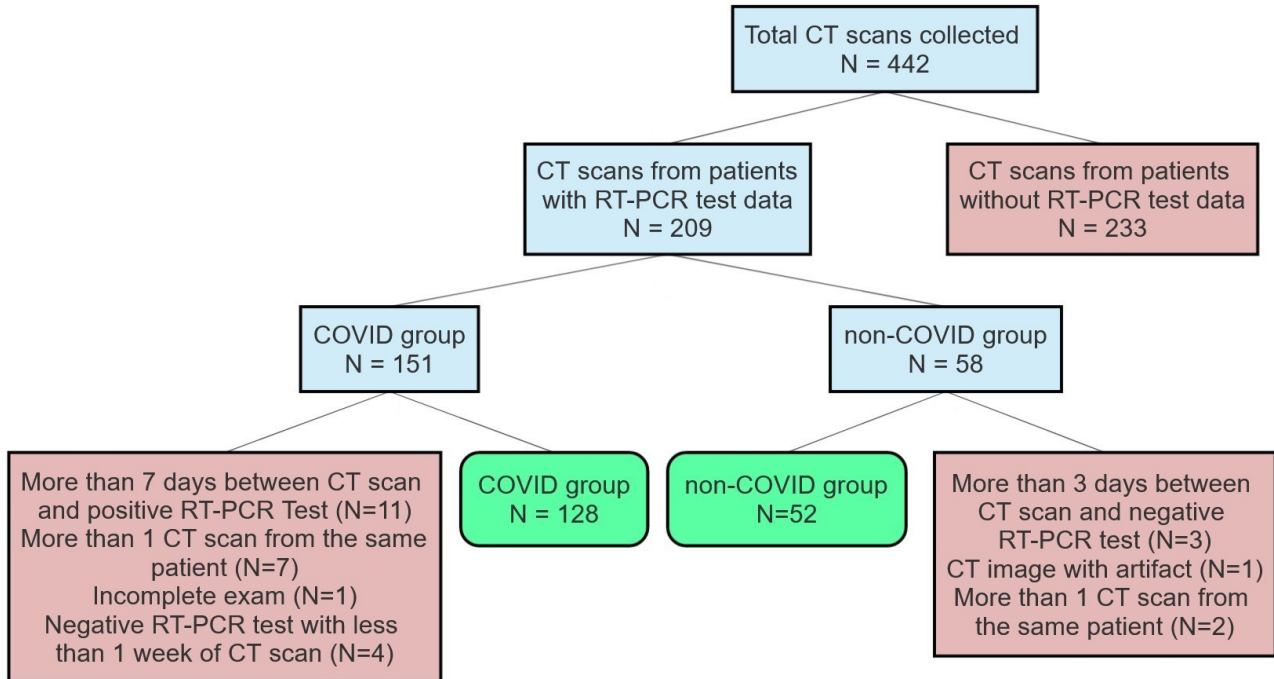 Total CT scans collected
N = 442
CT scans from patients
with RT-PCR test data
N = 209
CT scans from patients
without RT-PCR test data
N = 233
COVID group
N = 151
non-COVID group
N = 58
More than 7 days between CT scan
and positive RT-PCR Test (N=11)
More than 1 CT scan from the same
patient (N=7)
Incomplete exam (N=1)
Negative RT-PCR test with less
than 1 week of CT scan (N=4)
COVID group
N = 128
non-COVID group
N=52
More than 3 days between
CT scan and negative
RT-PCR test (N=3)
CT image with artifact (N=1)
More than 1 CT scan from
the same patient (N=2)